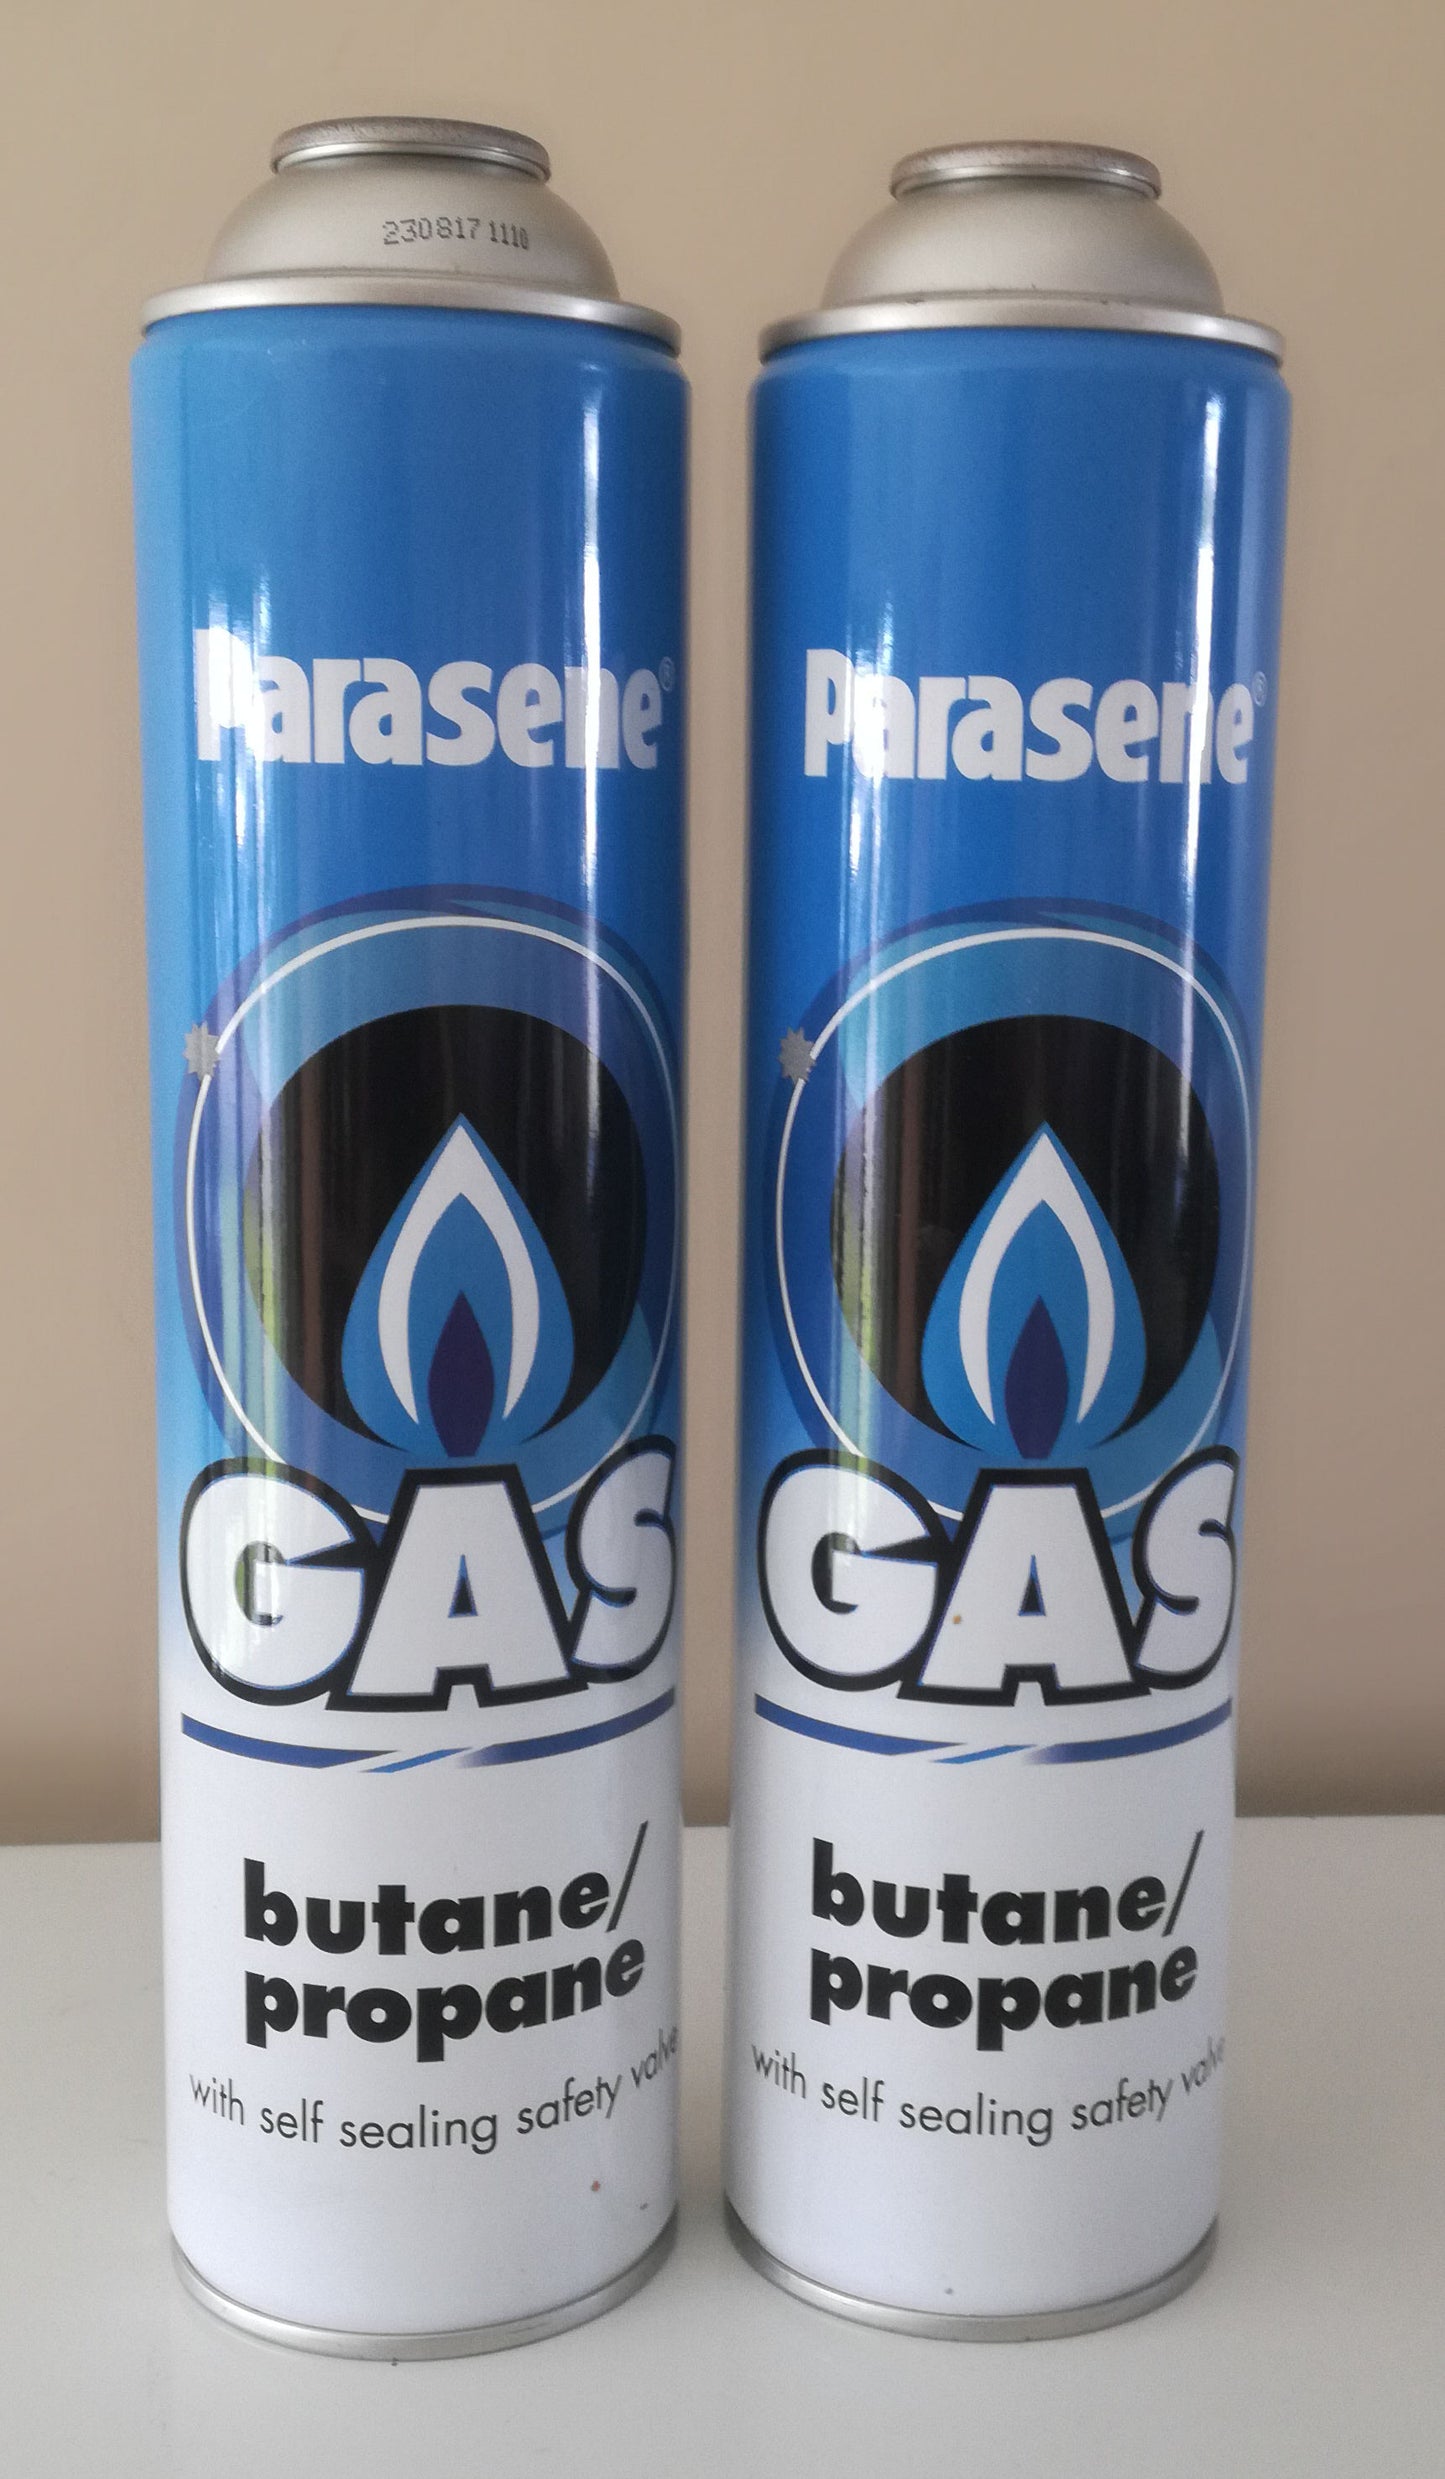 230817 1110
Parasene®
GAS
butane/
propane
with self sealing safety valve
Parasene®
GAS
butane/
propane
with self sealing safety valve